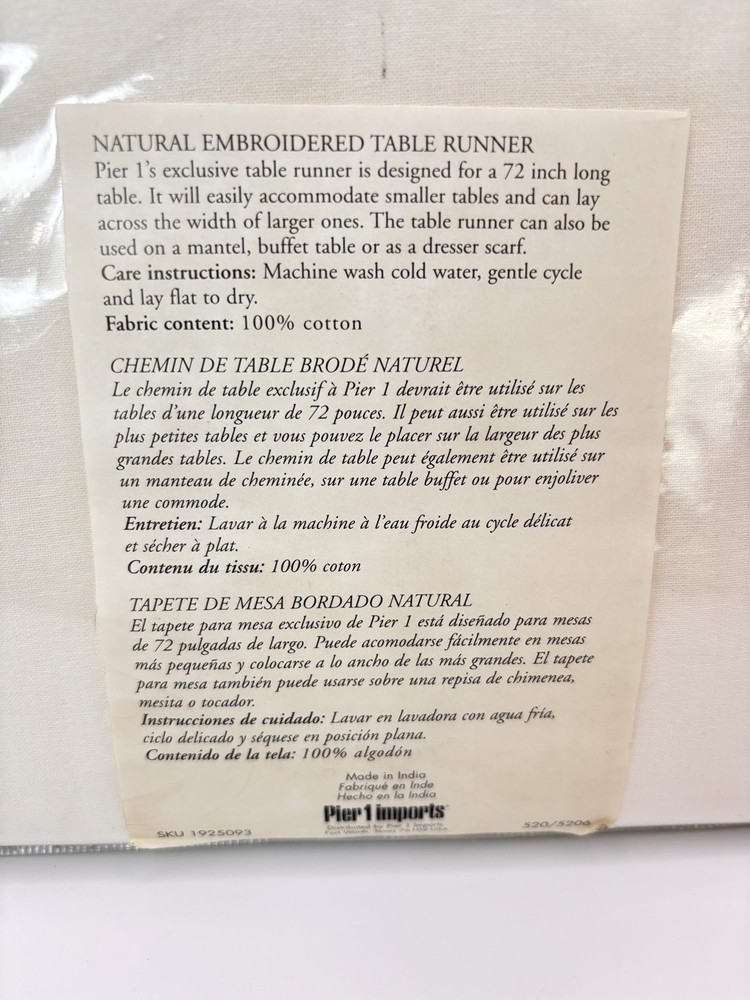 NATURAL EMBROIDERED TABLE RUNNER
Pier 1's exclusive table runner is designed for a 72 inch long
table. It will easily accommodate smaller tables and can lay
across the width of larger ones. The table runner can also be
used on a mantel, buffet table or as a dresser scarf.
Care instructions: Machine wash cold water, gentle cycle
and lay flat to dry.
Fabric content: 100% cotton
CHEMIN DE TABLE BRODÉ NATUREL
Le chemin de table exclusif à Pier 1 devrait être utilisé sur les
tables d'une longueur de 72 pouces. Il peut aussi être utilisé sur les
plus petites tables et vous pouvez le placer sur la largeur des plus
grandes tables. Le chemin de table peut également être utilisé sur
un manteau de cheminée, sur une table buffet ou pour enjoliver
une commode.
Entretien: Lavar à la machine à l'eau froide au cycle délicat
et sécher à plat.
Contenu du tissu: 100% coton
TAPETE DE MESA BORDADO NATURAL
El tapete para mesa exclusivo de Pier 1 está diseñado para mesas
de 72 pulgadas de largo. Puede acomodarse fácilmente en mesas
más pequeñas y colocarse a lo ancho de las más grandes. El tapete
para mesa también puede usarse sobre una repisa de chimenea,
mesita o tocador.
Instrucciones de cuidado: Lavar en lavadora con agua fría,
ciclo delicado y séquese en posición plana.
Contenido de la tela: 100% algodón
Made in India
Fabriqué en Inde
Hecho en la India
Pier 1 imports
Distributed by Pier 1 Imports
Fort Worth, Texas USA
SKU 1925093
520/5206